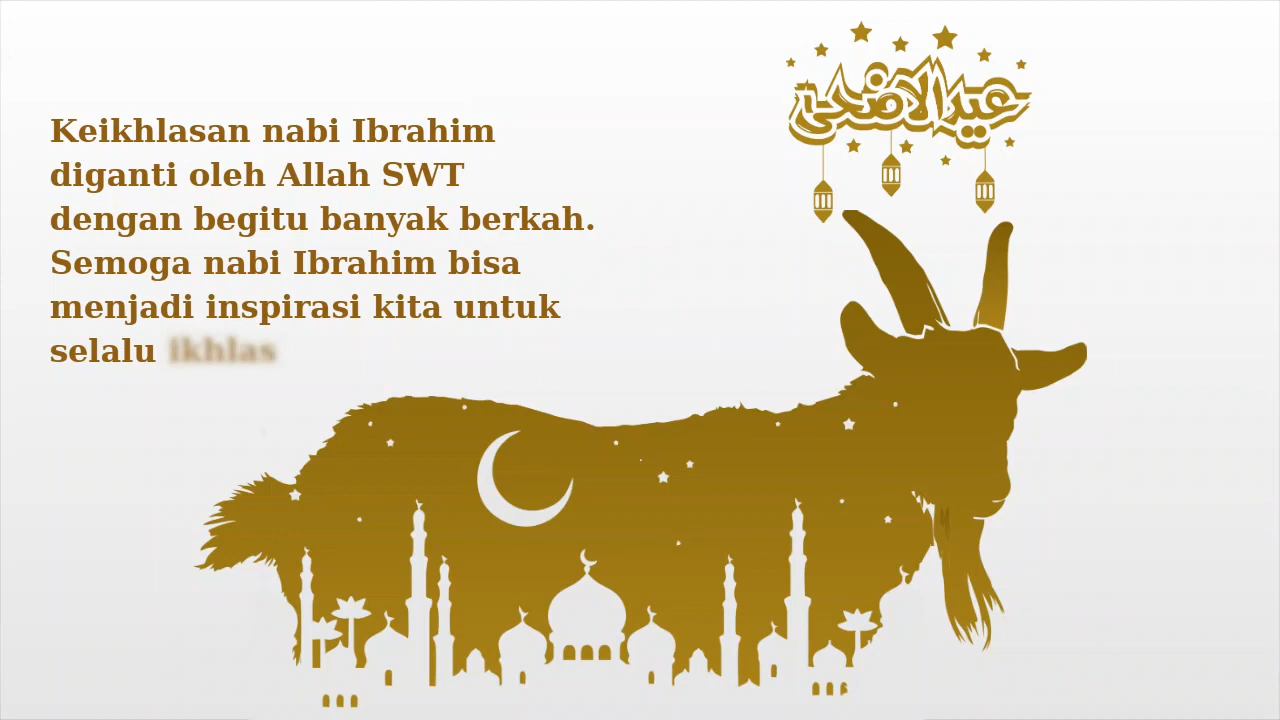 عيد الاضحى
Keikhlasan nabi Ibrahim
diganti oleh Allah SWT
dengan begitu banyak berkah.
Semoga nabi Ibrahim bisa
menjadi inspirasi kita untuk
selalu ikhlas